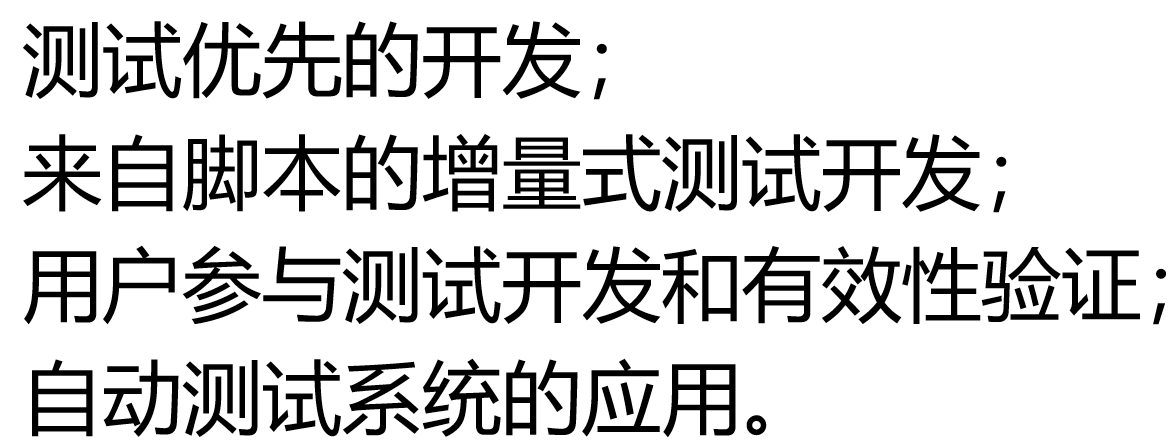 测试优先的开发；
来自脚本的增量式测试开发；
用户参与测试开发和有效性验证；
自动测试系统的应用。